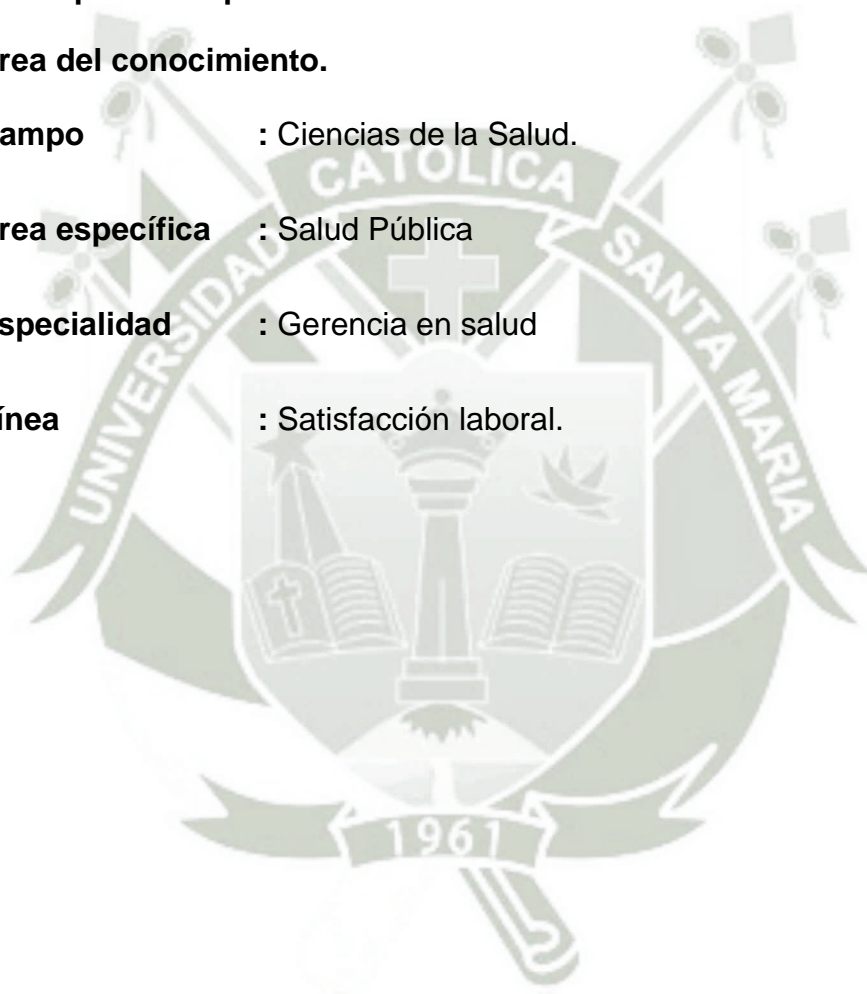 rea del conocimiento.
ampo : Ciencias de la Salud.
rea específica : Salud Pública
specialidad : Gerencia en salud
ínea : Satisfacción laboral.
UNIVERSIDAD CATOLICA SANTA MARIA
1961